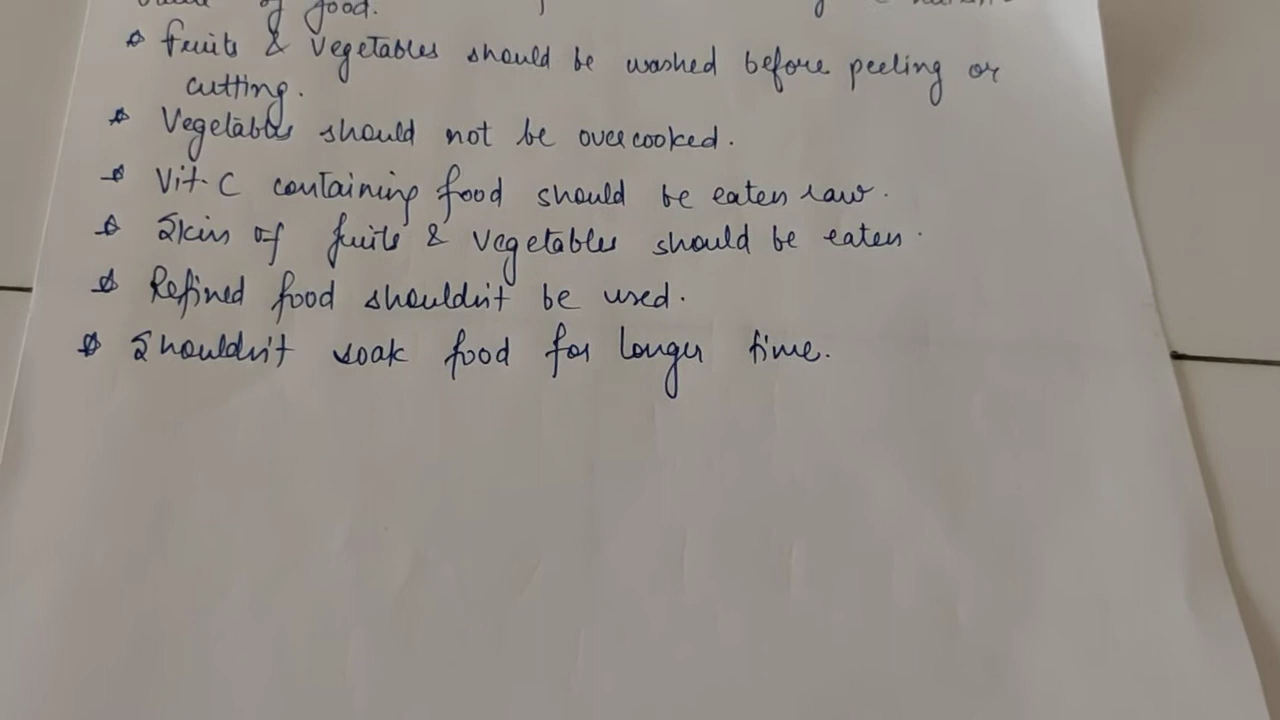 of food.
☆ fruits & Vegetables should be washed before peeling or
cutting.
☆ Vegetables should not be overcooked.
☆ Vit. C containing food should be eaten raw.
☆ Skin of fruits & Vegetables should be eaten.
☆ Refined food shouldn't be used.
☆ Shouldn't soak food for longer time.